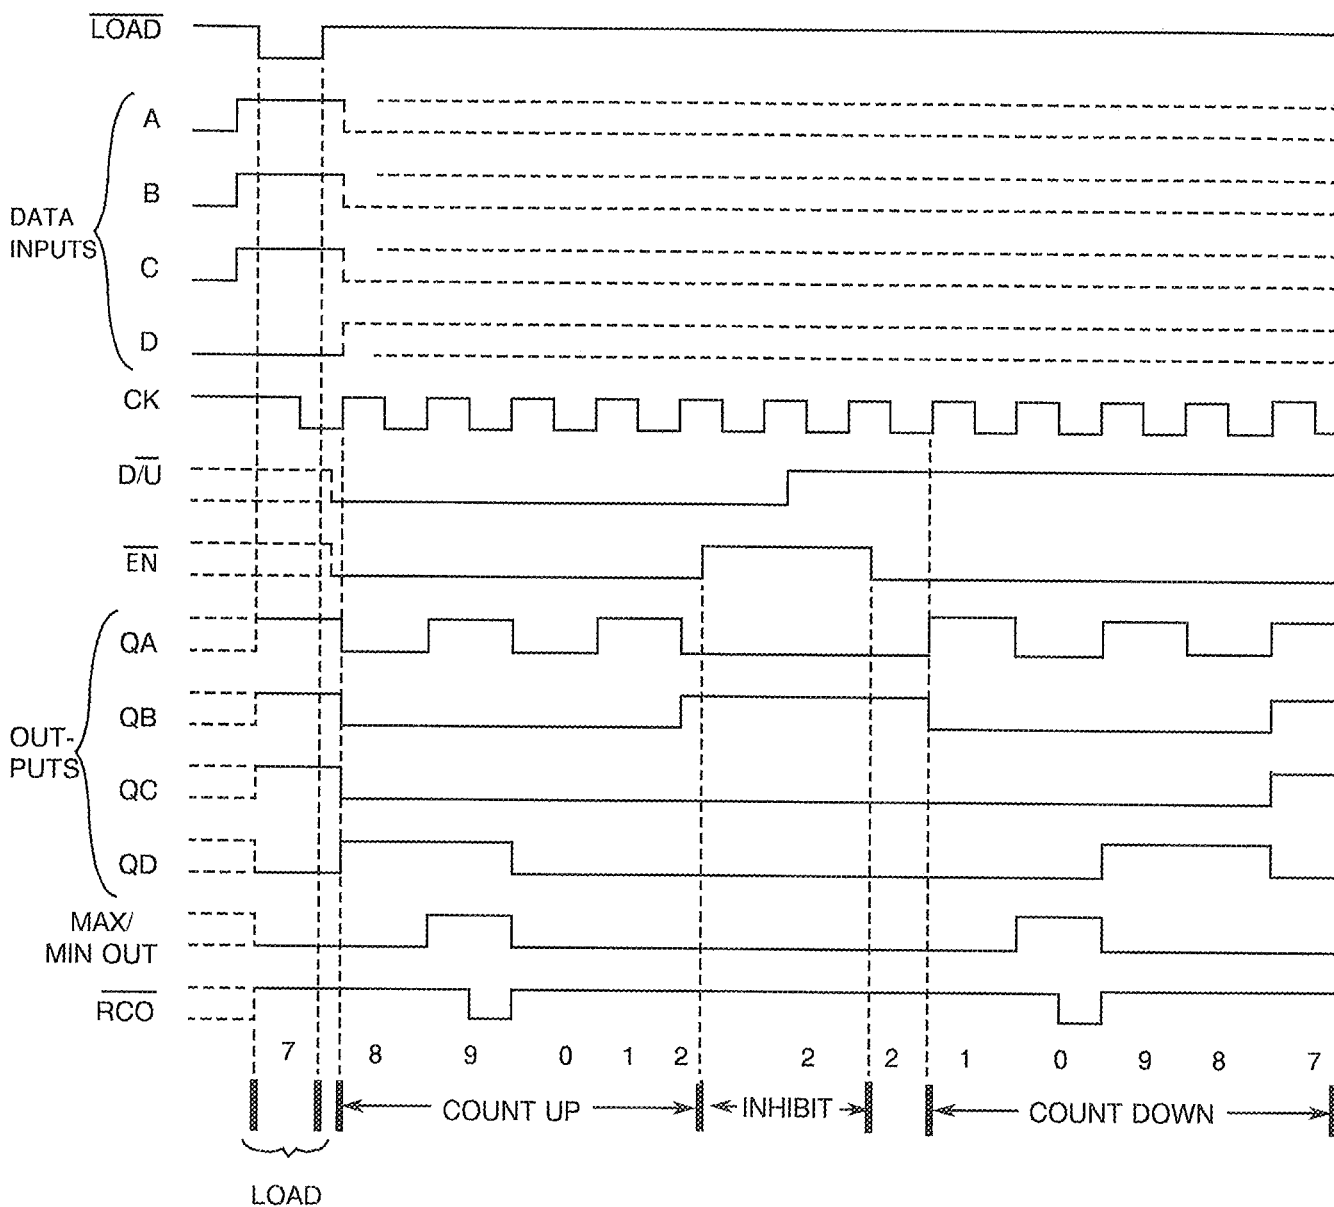 LOAD
A
B
DATA
INPUTS
C
D
CK
D/U
EN
QA
QB
OUT-
PUTS
QC
QD
MAX/
MIN OUT
RCO
7 8 9 0 1 2 2 2 1 0 9 8 7
COUNT UP INHIBIT COUNT DOWN
LOAD